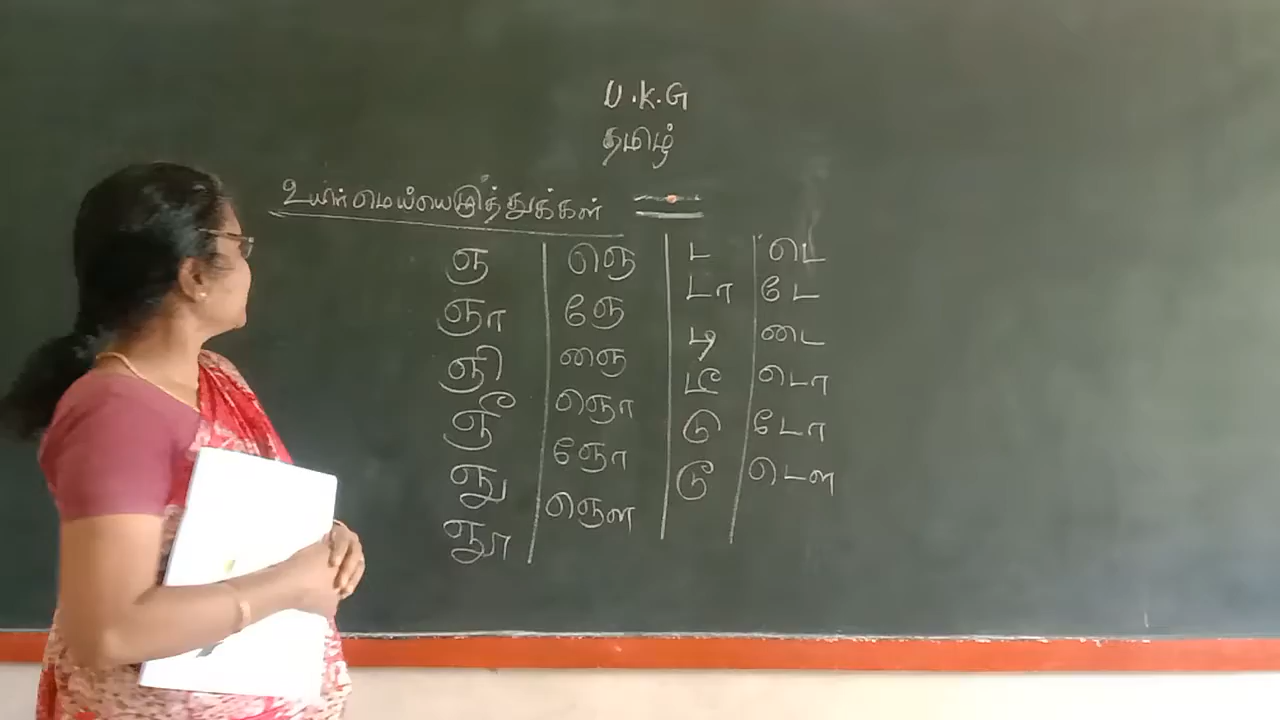 U.K.G
தமிழ்
உயிர்மெய்யெழுத்துக்கள்
ஞ ஞெ ட டெ
ஞா ஞே டா டே
ஞி ஞை டி டை
ஞீ ஞொ டீ டொ
ஞு ஞோ டு டோ
ஞூ ஞௌ டூ டௌ